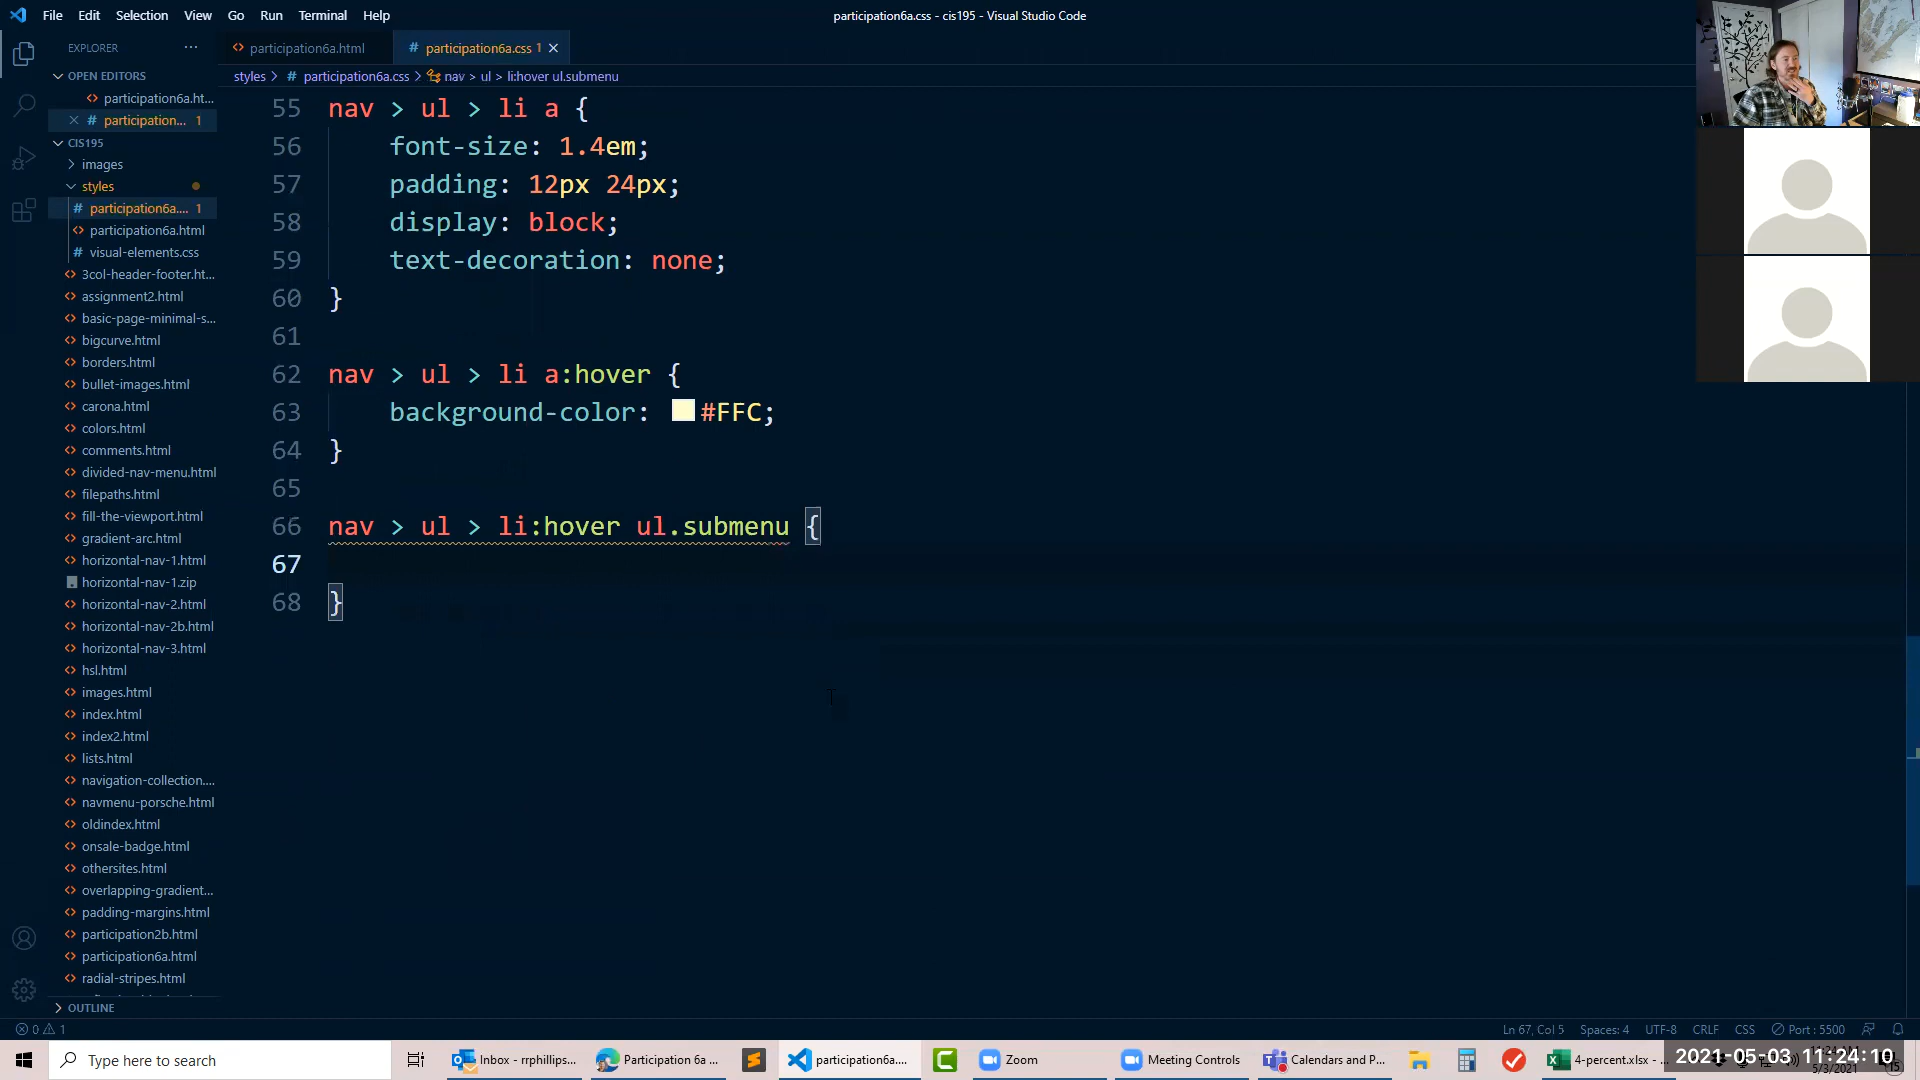 File Edit Selection View Go Run Terminal Help
participation6a.css - cis195 - Visual Studio Code
EXPLORER ···
participation6a.html
# participation6a.css 1
OPEN EDITORS
styles > # participation6a.css > nav > ul > li:hover ul.submenu
participation6a.ht...
# participation... 1
CIS195
images
styles
# participation6a.... 1
participation6a.html
# visual-elements.css
3col-header-footer.ht...
assignment2.html
basic-page-minimal-s...
bigcurve.html
borders.html
bullet-images.html
carona.html
colors.html
comments.html
divided-nav-menu.html
filepaths.html
fill-the-viewport.html
gradient-arc.html
horizontal-nav-1.html
horizontal-nav-1.zip
horizontal-nav-2.html
horizontal-nav-2b.html
horizontal-nav-3.html
hsl.html
images.html
index.html
index2.html
lists.html
navigation-collection....
navmenu-porsche.html
oldindex.html
onsale-badge.html
othersites.html
overlapping-gradient...
padding-margins.html
participation2b.html
participation6a.html
radial-stripes.html
OUTLINE
55 nav > ul > li a {
56 font-size: 1.4em;
57 padding: 12px 24px;
58 display: block;
59 text-decoration: none;
60 }
61
62 nav > ul > li a:hover {
63 background-color: #FFC;
64 }
65
66 nav > ul > li:hover ul.submenu {
67
68 }
0 1
Ln 67, Col 5 Spaces: 4 UTF-8 CRLF CSS Port : 5500
Type here to search
Inbox - rrphillips...
Participation 6a ...
participation6a....
Zoom
Meeting Controls
Calendars and P...
4-percent.xlsx - ...
2021-05-03 11:24:10
5/3/2021
15